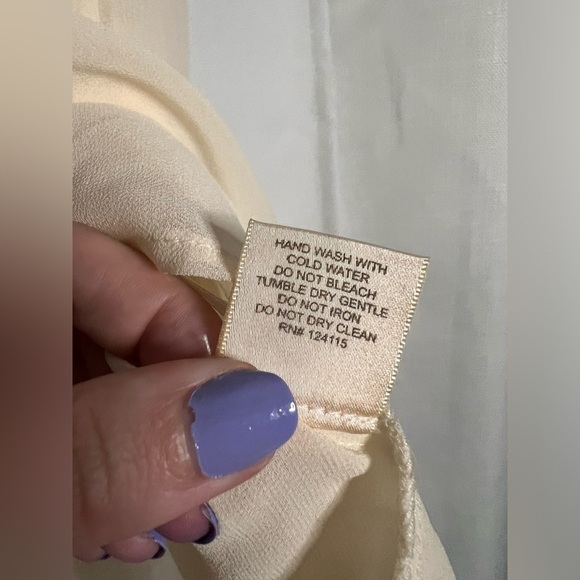 HAND WASH WITH
COLD WATER
DO NOT BLEACH
TUMBLE DRY GENTLE
DO NOT IRON
DO NOT DRY CLEAN
RN# 124115